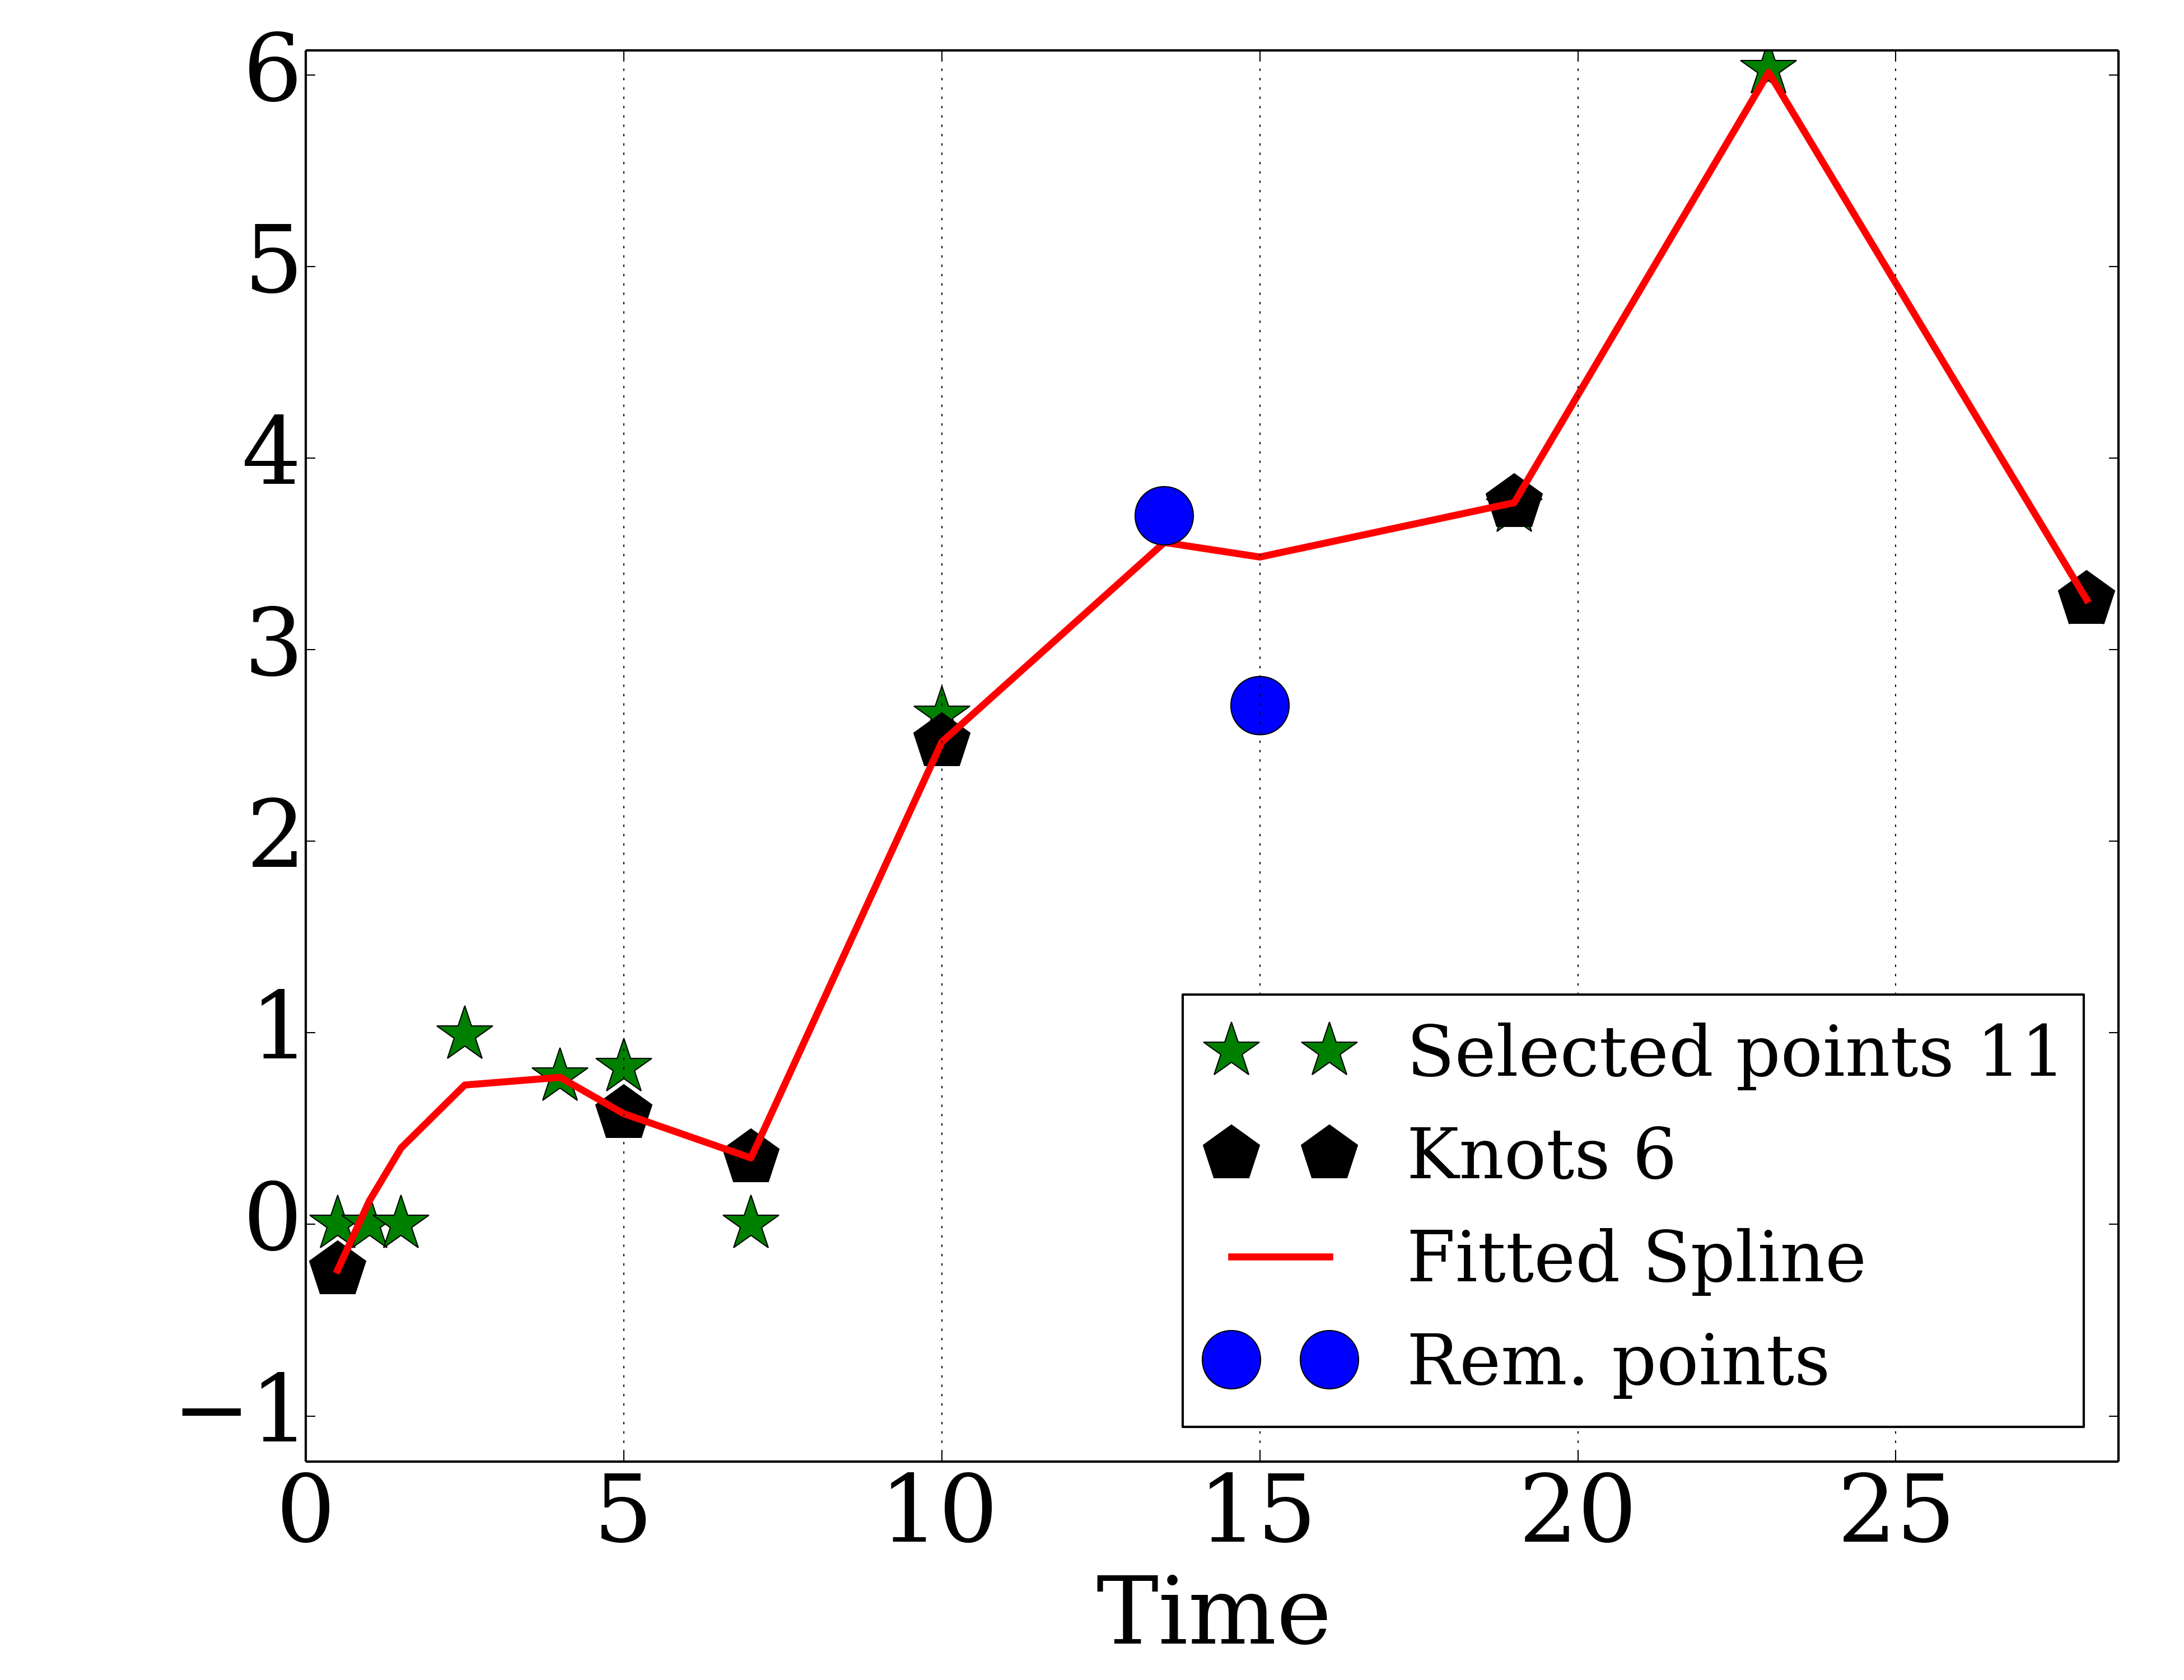 6
5
4
3
2
1
0
−1
0 5 10 15 20 25
Time
Selected points 11
Knots 6
Fitted Spline
Rem. points